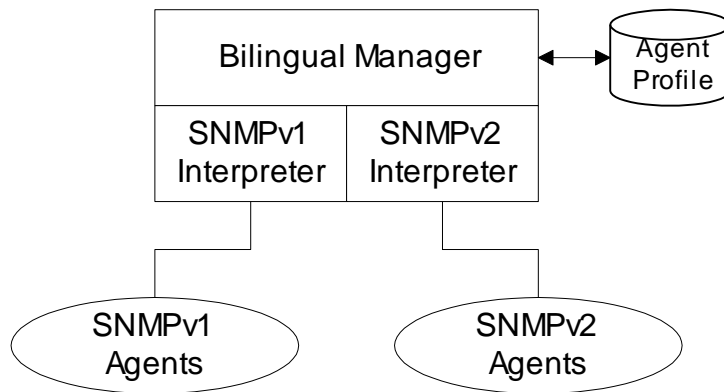 Bilingual Manager
Agent
Profile
SNMPv1
Interpreter
SNMPv2
Interpreter
SNMPv1
Agents
SNMPv2
Agents